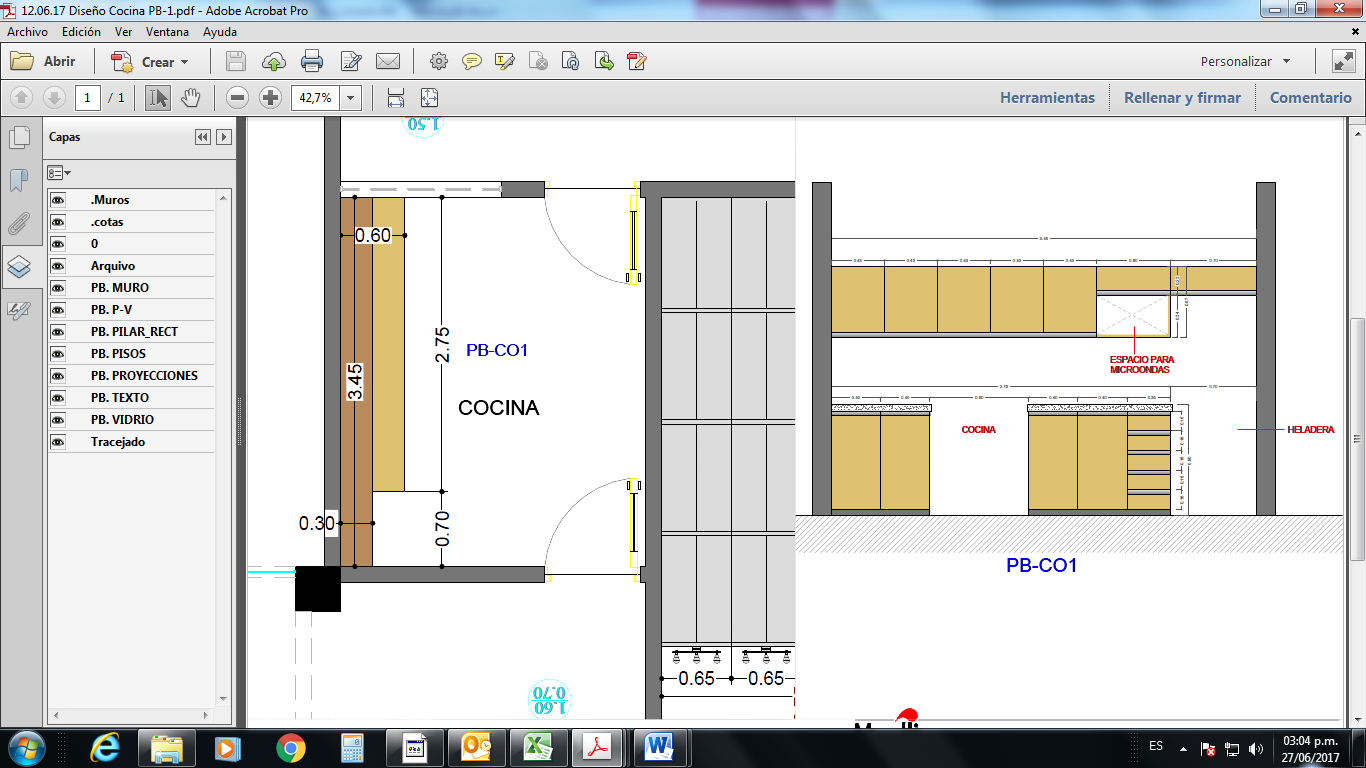 12.06.17 Diseño Cocina PB-1.pdf - Adobe Acrobat Pro
Archivo Edición Ver Ventana Ayuda
Abrir Crear Personalizar
1 / 1 42,7% Herramientas Rellenar y firmar Comentario
Capas
.Muros
.cotas
0
Arquivo
PB. MURO
PB. P-V
PB. PILAR_RECT
PB. PISOS
PB. PROYECCIONES
PB. TEXTO
PB. VIDRIO
Tracejado
1.50
0.60
2.75
3.45
PB-CO1
COCINA
0.30
0.70
0.70
1.60
0.65 0.65
0.70
ESPACIO PARA
MICROONDAS
0.70
COCINA
HELADERA
PB-CO1
ES
03:04 p.m.
27/06/2017